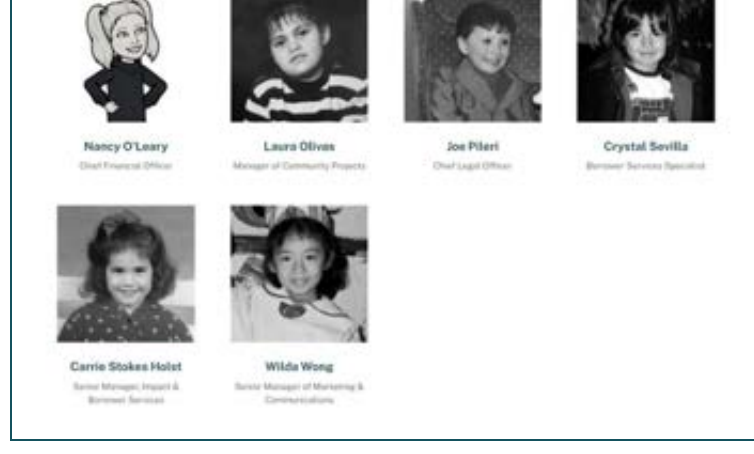 Nancy O'Leary
Chief Financial Officer
Laura Olivas
Manager of Community Projects
Joe Pileri
Chief Legal Officer
Crystal Sevilla
Borrower Services Specialist
Carrie Stokes Holst
Senior Manager, Impact &
Borrower Services
Wilda Wong
Senior Manager of Marketing &
Communications